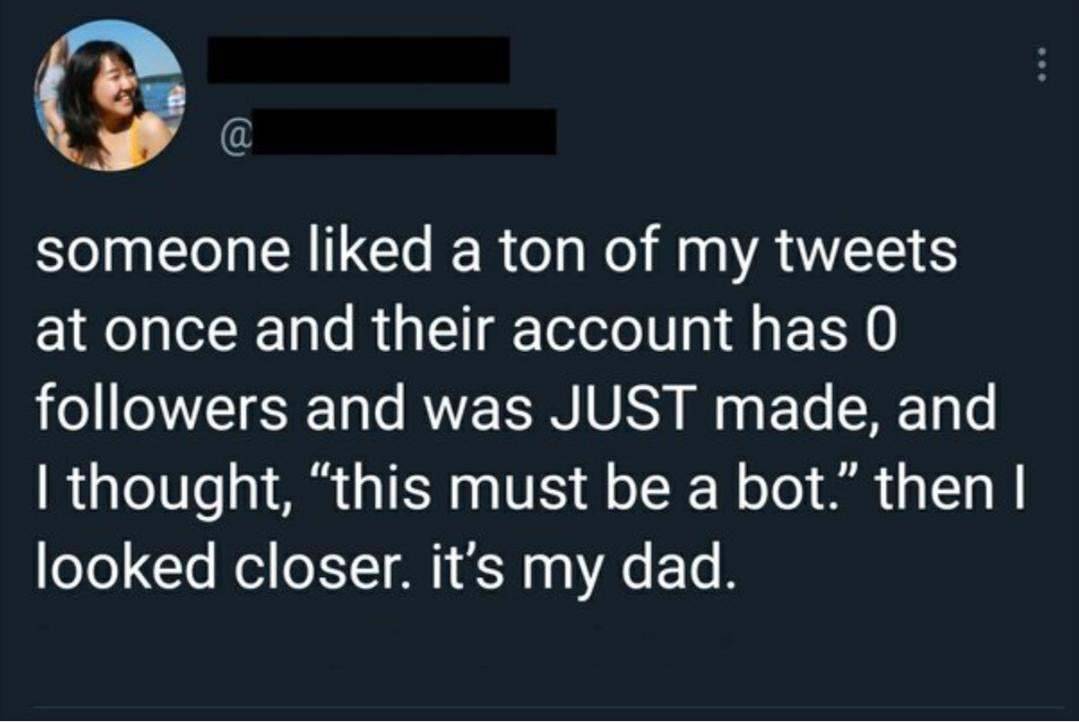 @
someone liked a ton of my tweets
at once and their account has 0
followers and was JUST made, and
I thought, “this must be a bot.” then I
looked closer. it’s my dad.